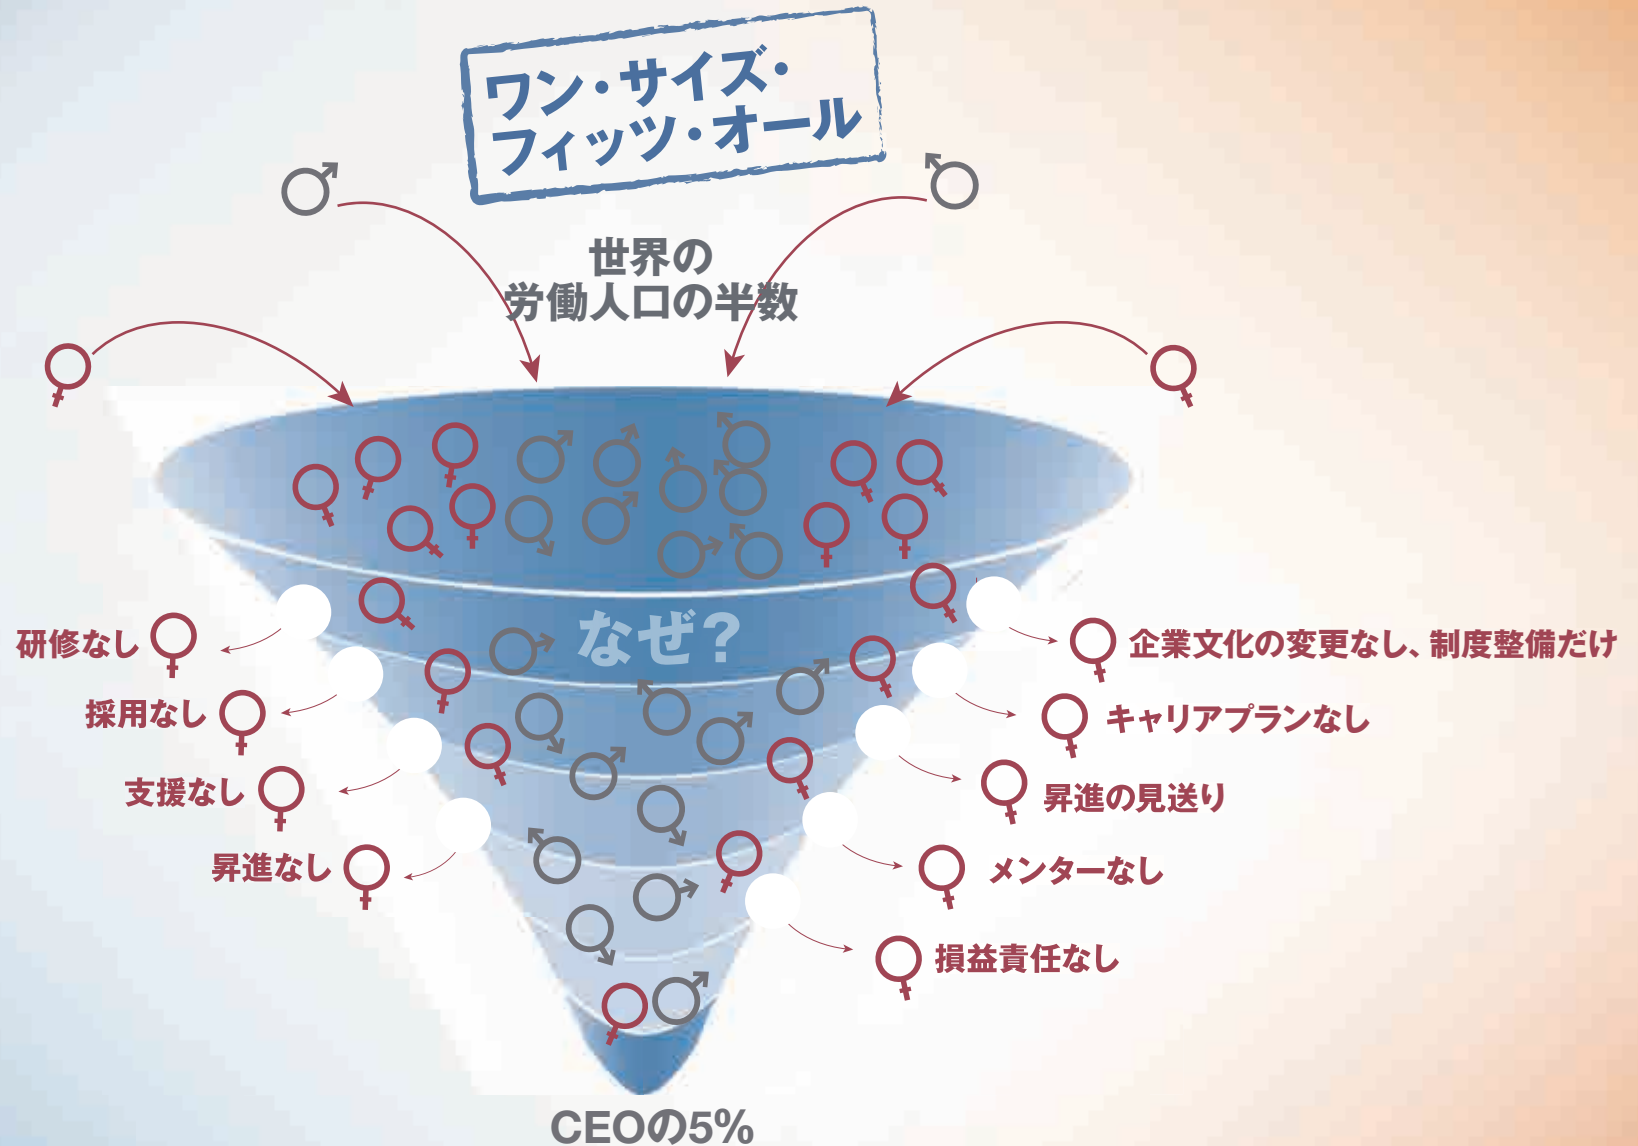 ワン・サイズ・
フィッツ・オール
世界の
労働人口の半数
なぜ?
研修なし
採用なし
支援なし
昇進なし
企業文化の変更なし、制度整備だけ
キャリアプランなし
昇進の見送り
メンターなし
損益責任なし
CEOの5%